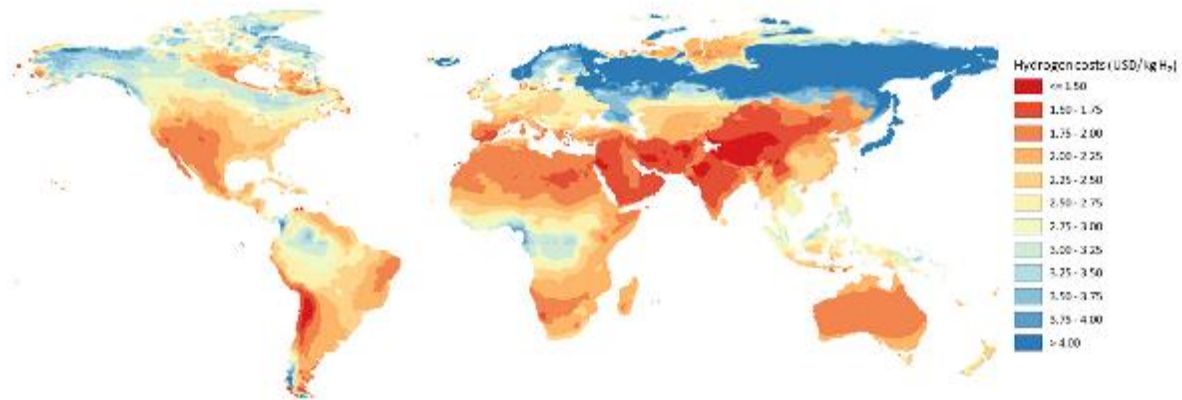 Hydrogen costs (USD/kg H₂)
<= 1.50
1.50 - 1.75
1.75 - 2.00
2.00 - 2.25
2.25 - 2.50
2.50 - 2.75
2.75 - 3.00
3.00 - 3.25
3.25 - 3.50
3.50 - 3.75
3.75 - 4.00
> 4.00